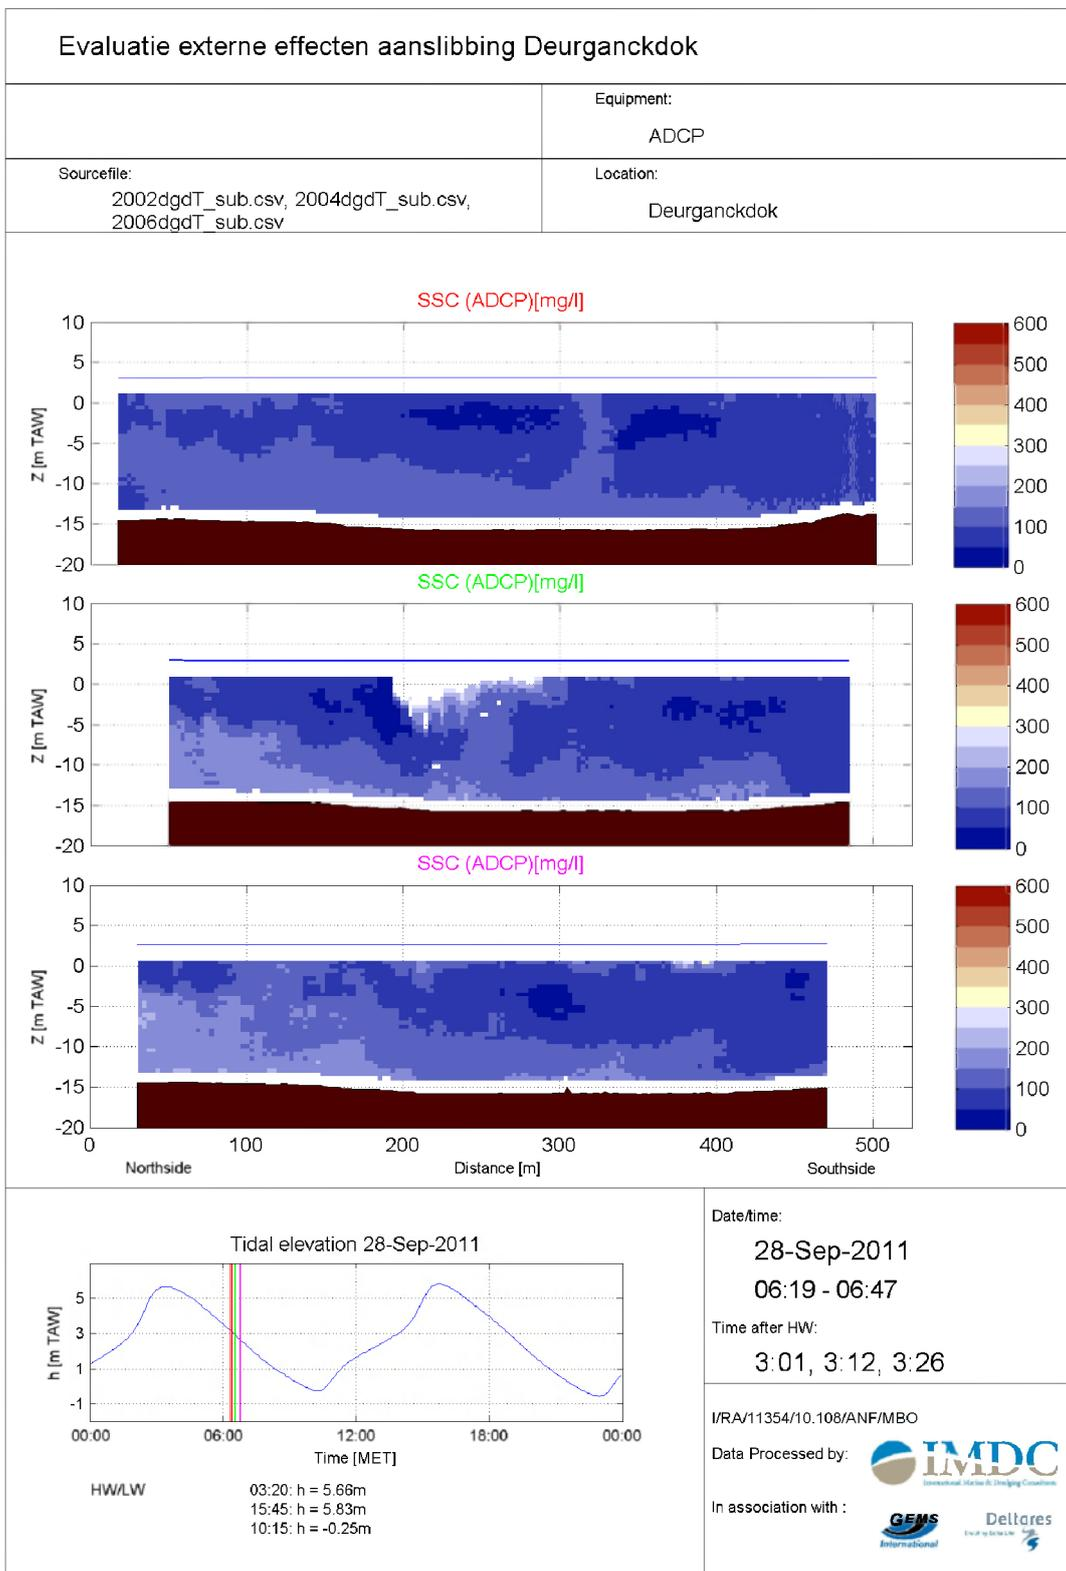 Evaluatie externe effecten aanslibbing Deurganckdok
Equipment:
ADCP
Sourcefile:
2002dgdT_sub.csv, 2004dgdT_sub.csv,
2006dgdT_sub.csv
Location:
Deurganckdok
SSC (ADCP)[mg/l]
10
5
0
-5
-10
-15
-20
Z [m TAW]
600
500
400
300
200
100
0
SSC (ADCP)[mg/l]
10
5
0
-5
-10
-15
-20
Z [m TAW]
600
500
400
300
200
100
0
SSC (ADCP)[mg/l]
10
5
0
-5
-10
-15
-20
Z [m TAW]
600
500
400
300
200
100
0
0 100 200 300 400 500
Northside Distance [m] Southside
Tidal elevation 28-Sep-2011
5
3
1
-1
h [m TAW]
00:00 06:00 12:00 18:00 00:00
Time [MET]
HW/LW
03:20: h = 5.66m
15:45: h = 5.83m
10:15: h = -0.25m
Date/time:
28-Sep-2011
06:19 - 06:47
Time after HW:
3:01, 3:12, 3:26
I/RA/11354/10.108/ANF/MBO
Data Processed by:
IMDC
International Marine & Dredging Consultants
In association with :
GEMS
International
Deltares